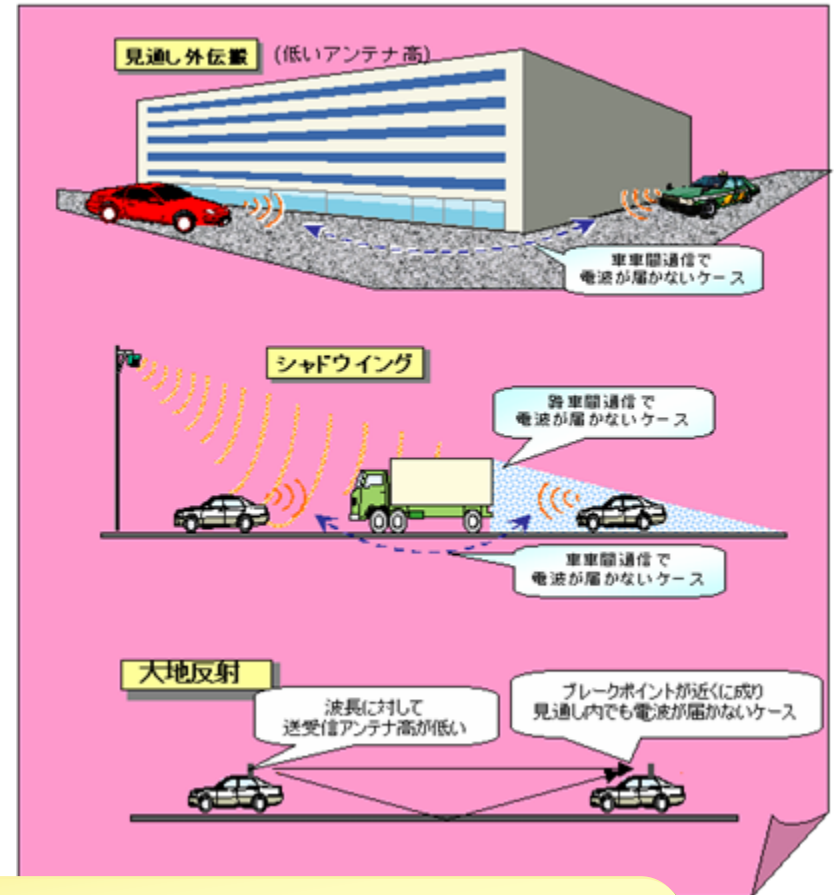 見通し外伝搬 (低いアンテナ高)
車車間通信で
電波が届かないケース
シャドウイング
路車間通信で
電波が届かないケース
車車間通信で
電波が届かないケース
大地反射
波長に対して
送受信アンテナ高が低い
ブレークポイントが近くに成り
見通し内でも電波が届かないケース